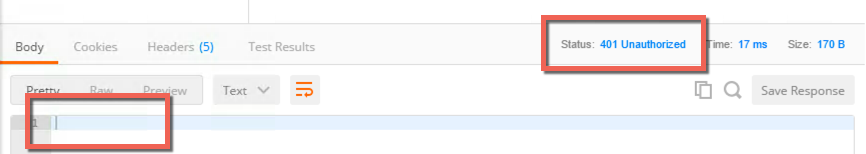 Body Cookies Headers (5) Test Results Status: 401 Unauthorized Time: 17 ms Size: 170 B
Pretty Raw Preview Text Save Response
1